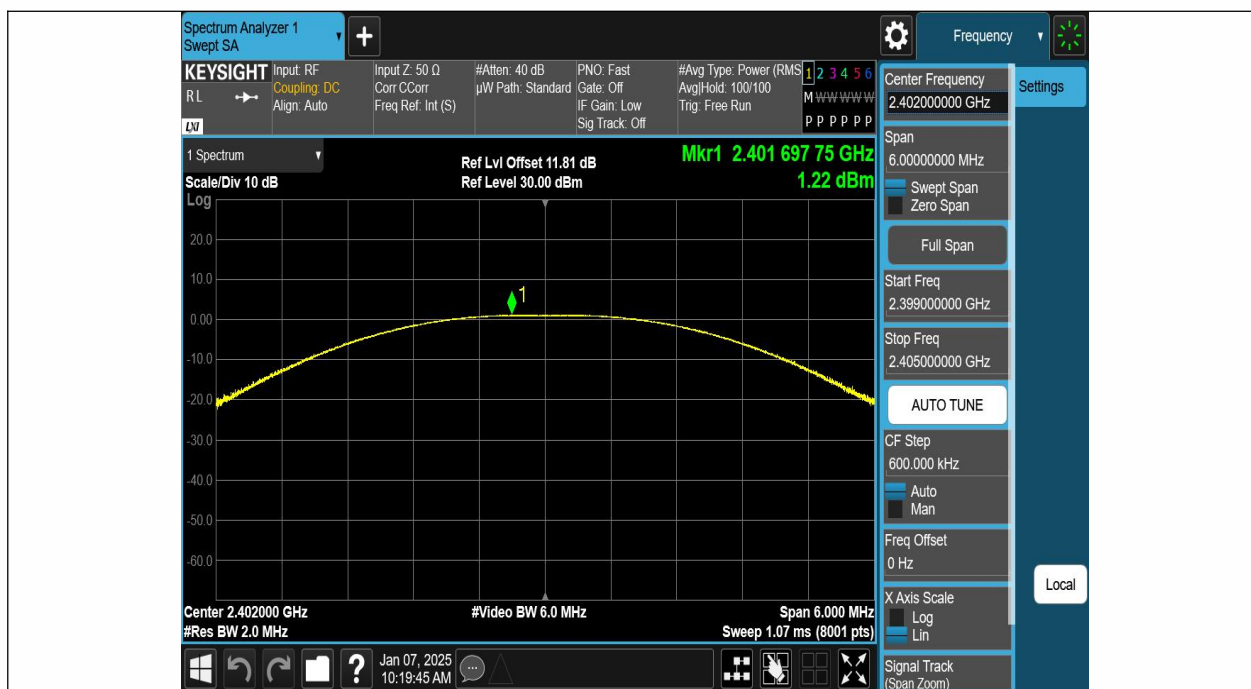 Spectrum Analyzer 1
Swept SA
+
Frequency
KEYSIGHT
RL
LXI
Input: RF
Coupling: DC
Align: Auto
Input Z: 50 Ω
Corr CCorr
Freq Ref: Int (S)
#Atten: 40 dB
µW Path: Standard
PNO: Fast
Gate: Off
IF Gain: Low
Sig Track: Off
#Avg Type: Power (RMS
Avg|Hold: 100/100
Trig: Free Run
1 2 3 4 5 6
M W W W W W
P P P P P P
1 Spectrum
Scale/Div 10 dB
Log
Ref Lvl Offset 11.81 dB
Ref Level 30.00 dBm
Mkr1 2.401 697 75 GHz
1.22 dBm
20.0
10.0
1
0.00
-10.0
-20.0
-30.0
-40.0
-50.0
-60.0
Center 2.402000 GHz
#Res BW 2.0 MHz
#Video BW 6.0 MHz
Span 6.000 MHz
Sweep 1.07 ms (8001 pts)
?
Jan 07, 2025
10:19:45 AM
Center Frequency
2.402000000 GHz
Span
6.00000000 MHz
Swept Span
Zero Span
Full Span
Start Freq
2.399000000 GHz
Stop Freq
2.405000000 GHz
AUTO TUNE
CF Step
600.000 kHz
Auto
Man
Freq Offset
0 Hz
X Axis Scale
Log
Lin
Signal Track
(Span Zoom)
Settings
Local